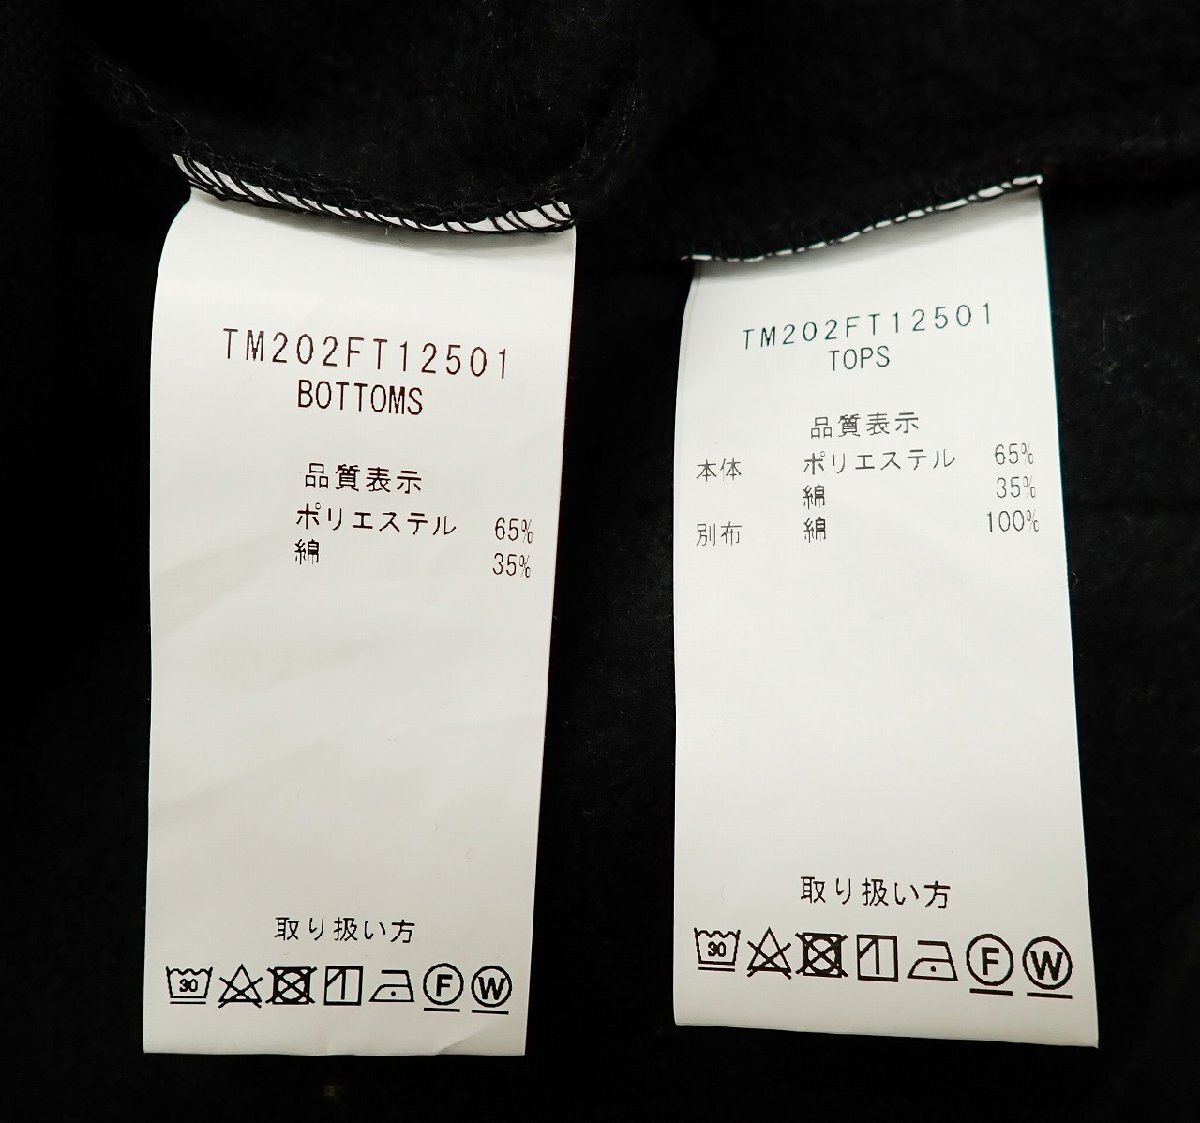 TM202FT12501
BOTTOMS
品質表示
ポリエステル 65%
綿 35%
取り扱い方
30 F W
TM202FT12501
TOPS
品質表示
本体 ポリエステル 65%
綿 35%
別布 綿 100%
取り扱い方
30 F W